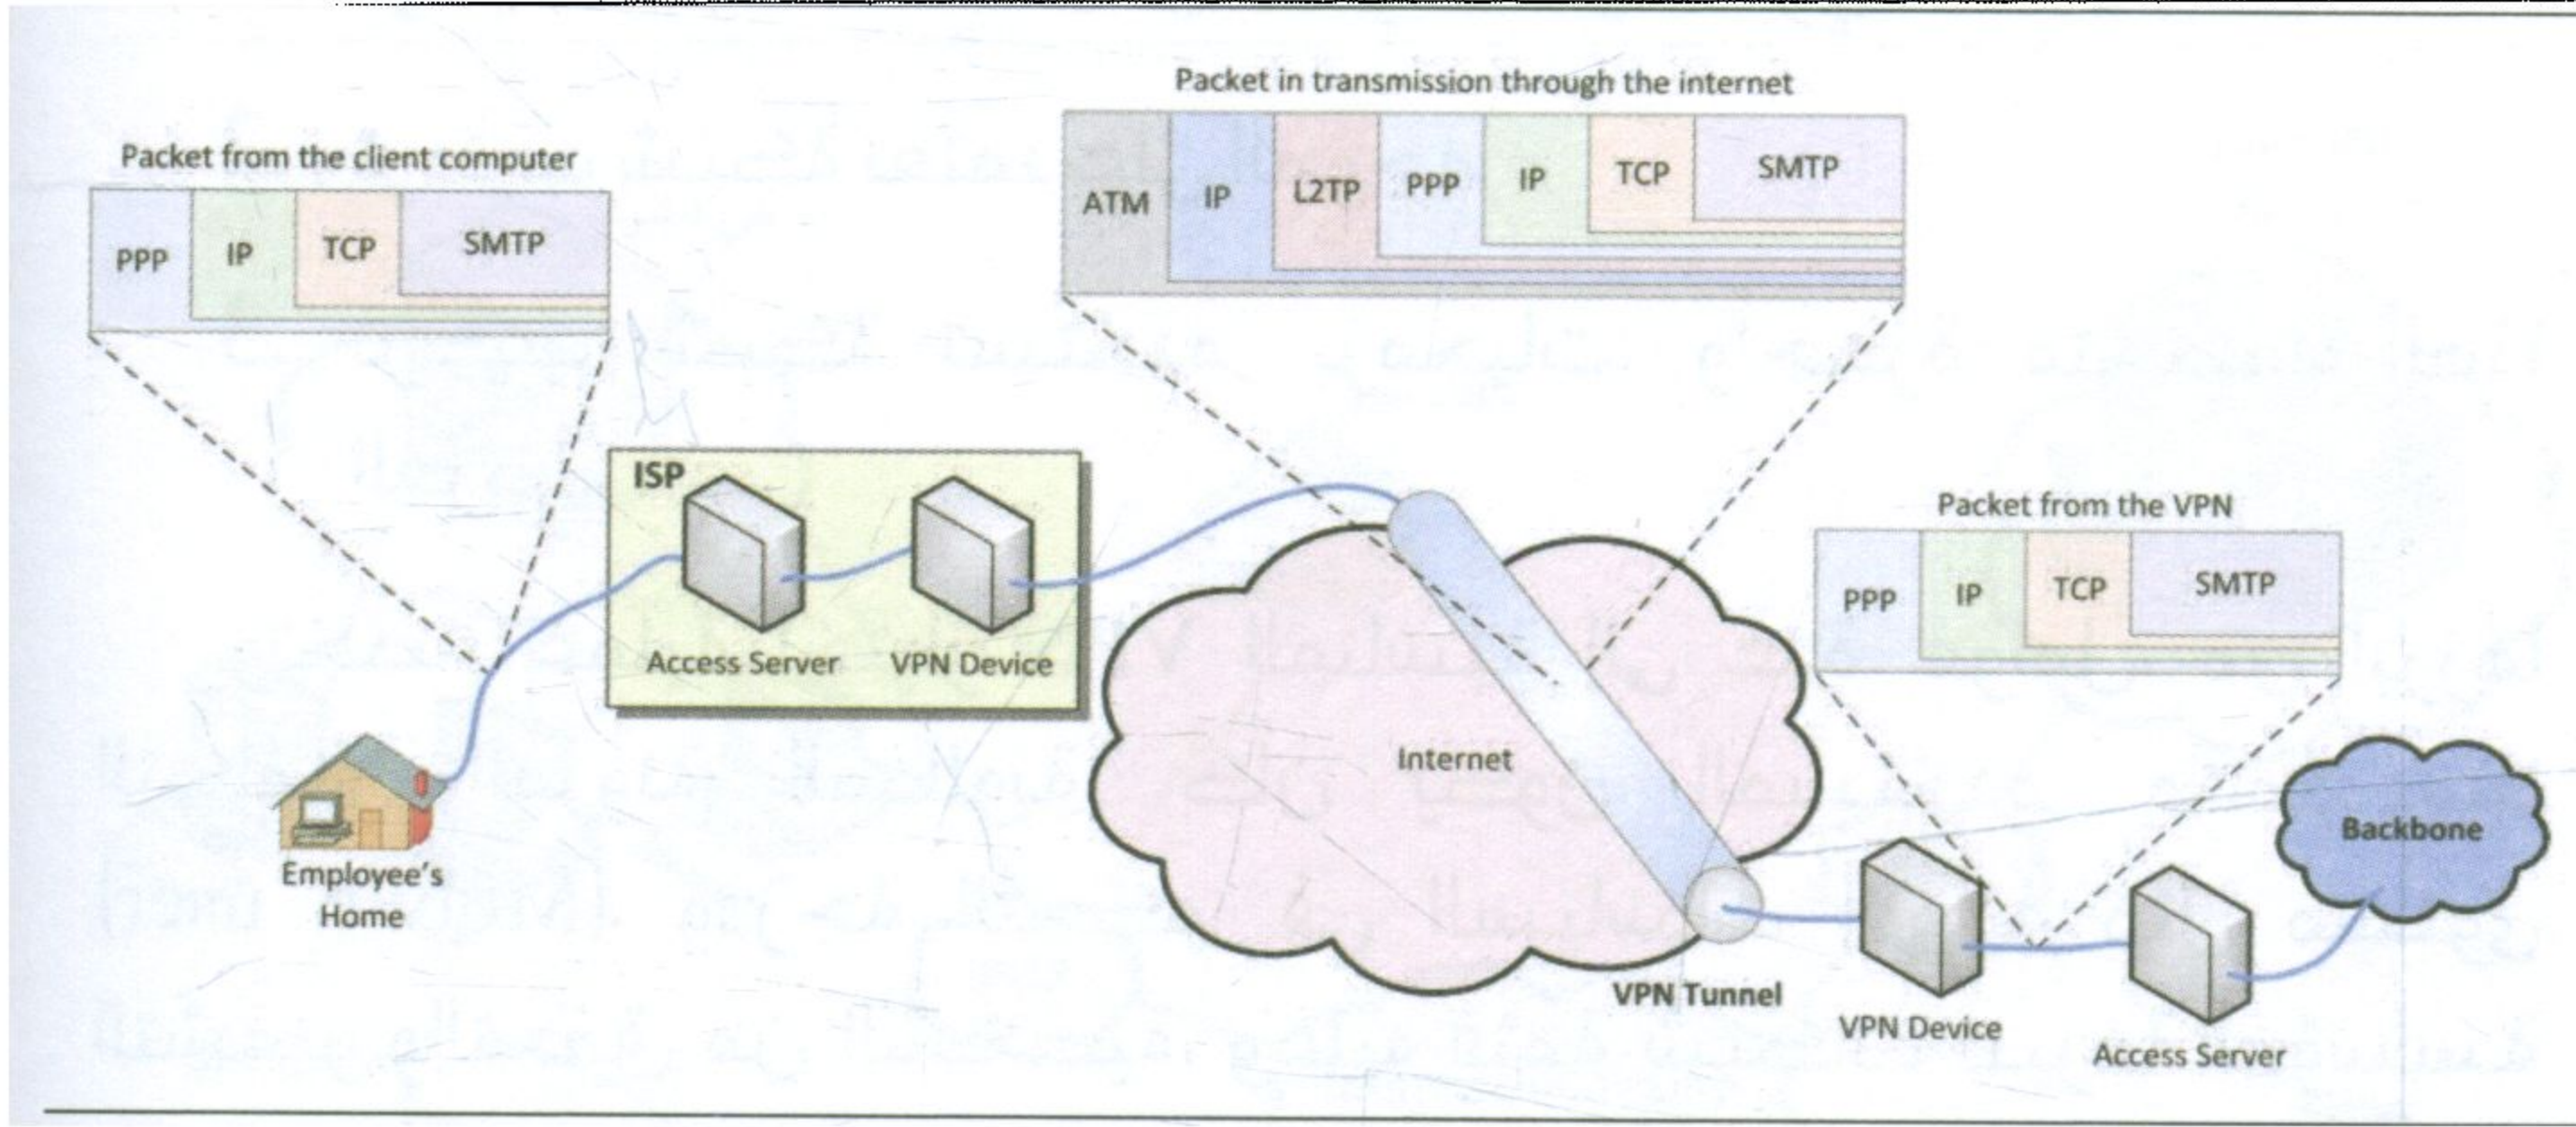 Packet in transmission through the internet
ATM IP L2TP PPP IP TCP SMTP
Packet from the client computer
PPP IP TCP SMTP
ISP
Access Server
VPN Device
Packet from the VPN
PPP IP TCP SMTP
Internet
Employee's
Home
VPN Tunnel
VPN Device
Access Server
Backbone